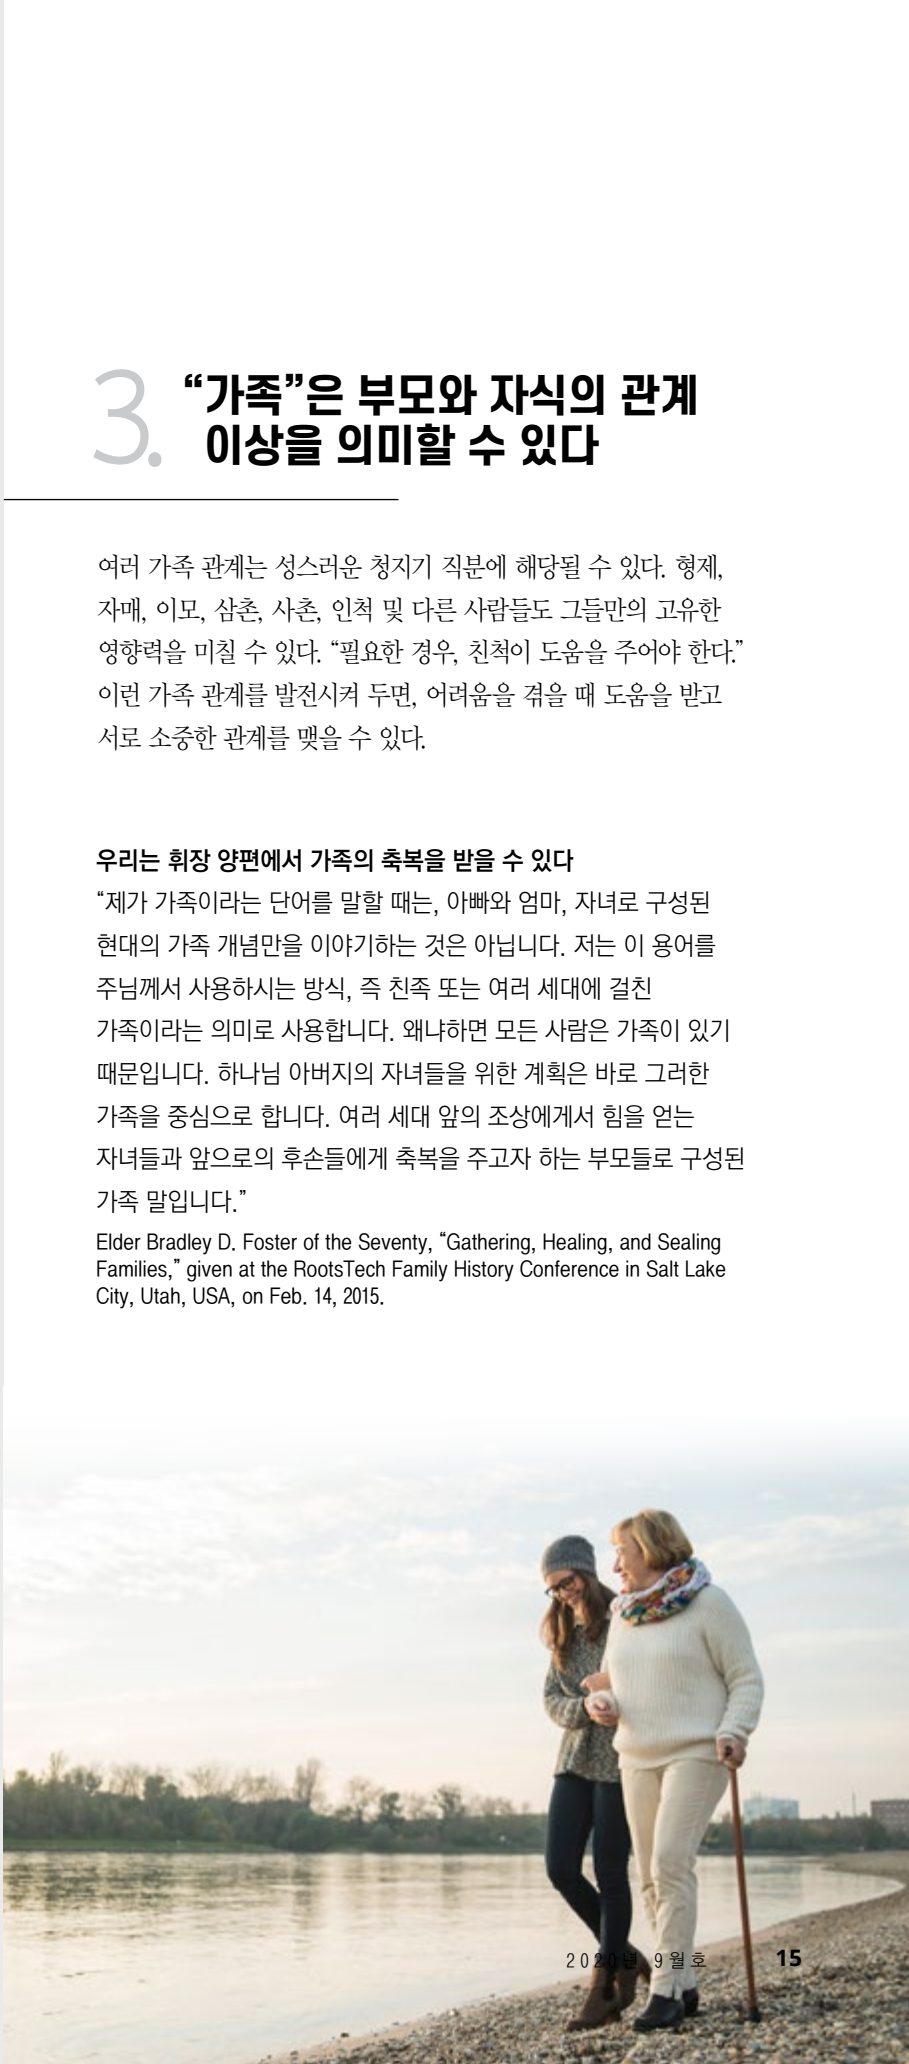 3. “가족”은 부모와 자식의 관계
이상을 의미할 수 있다
여러 가족 관계는 성스러운 청지기 직분에 해당될 수 있다. 형제,
자매, 이모, 삼촌, 사촌, 인척 및 다른 사람들도 그들만의 고유한
영향력을 미칠 수 있다. “필요한 경우, 친척이 도움을 주어야 한다.”
이런 가족 관계를 발전시켜 두면, 어려움을 겪을 때 도움을 받고
서로 소중한 관계를 맺을 수 있다.
우리는 휘장 양편에서 가족의 축복을 받을 수 있다
“제가 가족이라는 단어를 말할 때는, 아빠와 엄마, 자녀로 구성된
현대의 가족 개념만을 이야기하는 것은 아닙니다. 저는 이 용어를
주님께서 사용하시는 방식, 즉 친족 또는 여러 세대에 걸친
가족이라는 의미로 사용합니다. 왜냐하면 모든 사람은 가족이 있기
때문입니다. 하나님 아버지의 자녀들을 위한 계획은 바로 그러한
가족을 중심으로 합니다. 여러 세대 앞의 조상에게서 힘을 얻는
자녀들과 앞으로의 후손들에게 축복을 주고자 하는 부모들로 구성된
가족 말입니다.”
Elder Bradley D. Foster of the Seventy, “Gathering, Healing, and Sealing
Families,” given at the RootsTech Family History Conference in Salt Lake
City, Utah, USA, on Feb. 14, 2015.
2020년 9월호 15